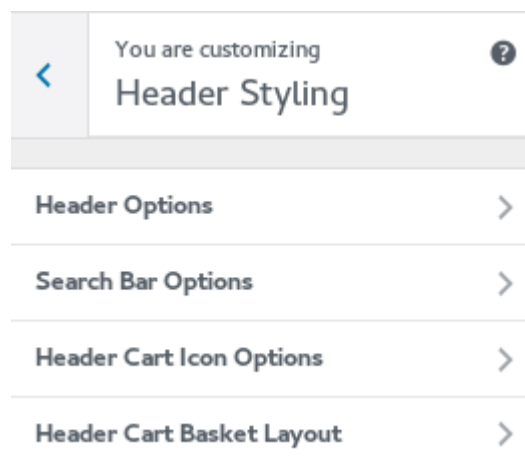 You are customizing
Header Styling
Header Options
Search Bar Options
Header Cart Icon Options
Header Cart Basket Layout